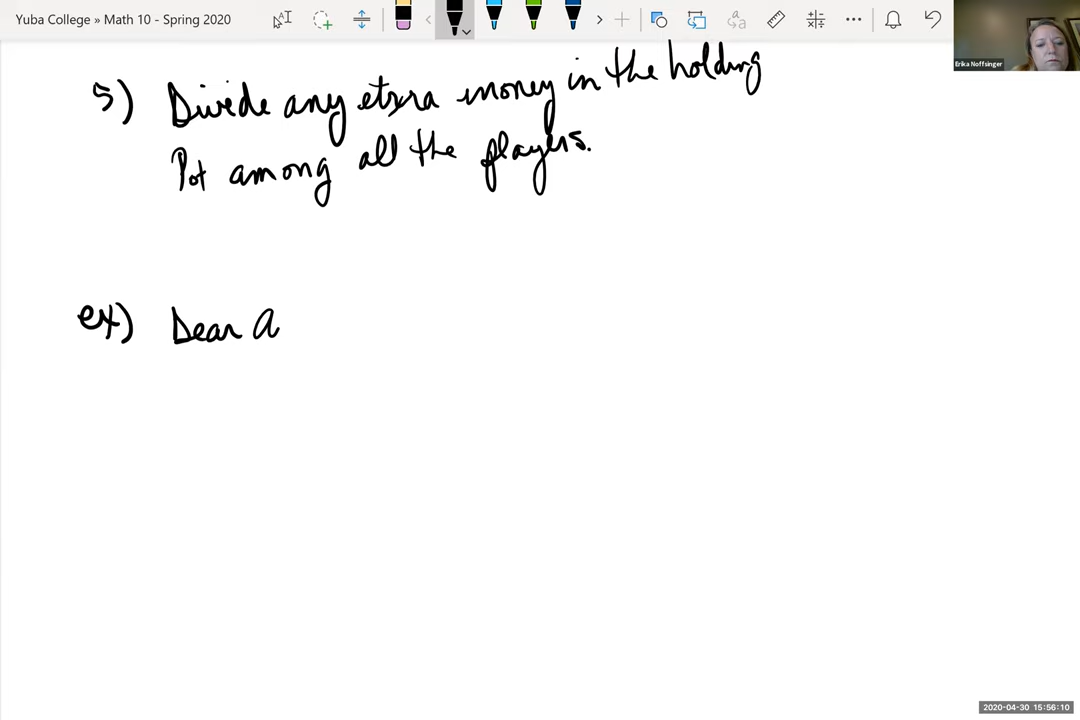 Yuba College » Math 10 - Spring 2020
Erika Noffsinger
5) Divide any etxra money in the holding
Pot among all the players.
ex) Dear A
2020-04-30 15:56:10